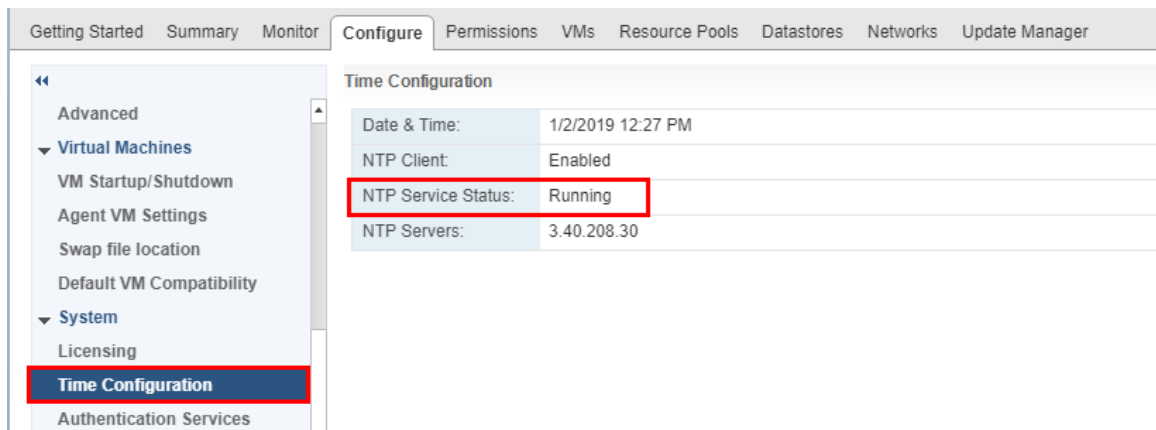 Getting Started Summary Monitor Configure Permissions VMs Resource Pools Datastores Networks Update Manager
Advanced
Virtual Machines
VM Startup/Shutdown
Agent VM Settings
Swap file location
Default VM Compatibility
System
Licensing
Time Configuration
Authentication Services
Time Configuration
Date & Time: 1/2/2019 12:27 PM
NTP Client: Enabled
NTP Service Status: Running
NTP Servers: 3.40.208.30